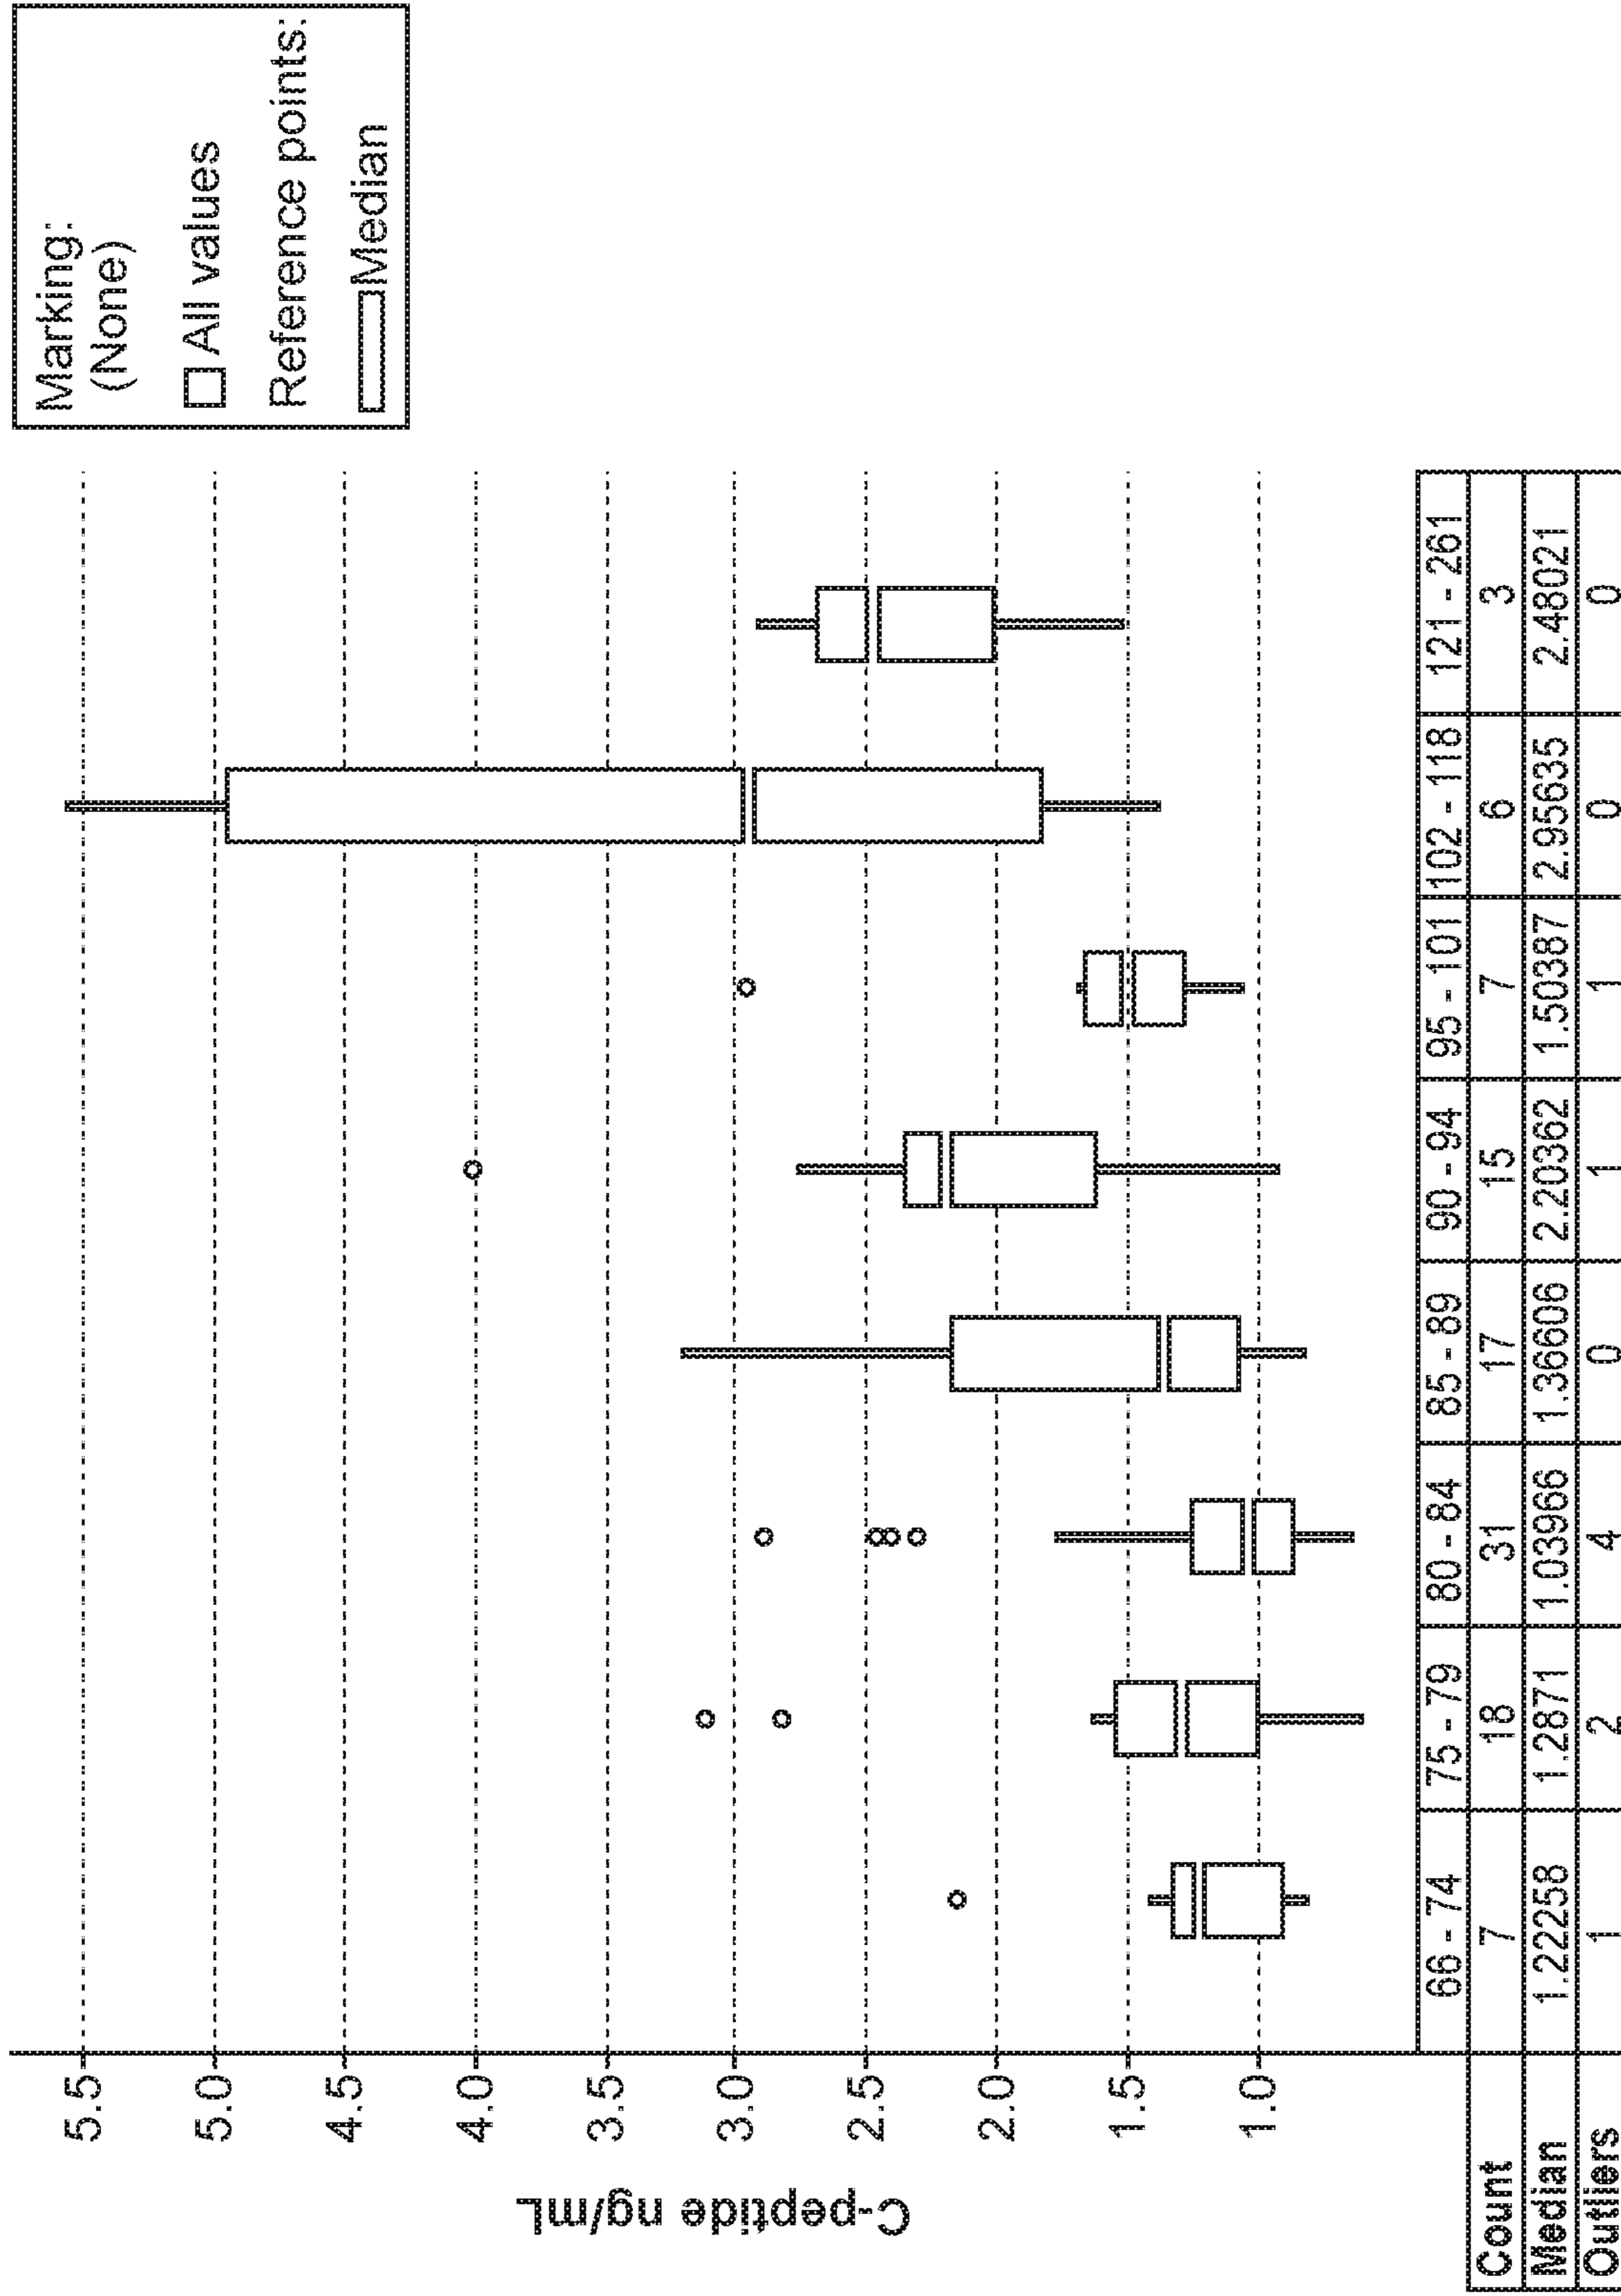 Marking:
(None)
All values
Reference points:
Median
5.5
5.0
4.5
4.0
3.5
3.0
2.5
2.0
1.5
1.0
C-peptide ng/mL
66 - 74 75 - 79 80 - 84 85 - 89 90 - 94 95 - 101 102 - 118 121 - 261
Count 7 18 31 17 15 7 6 3
Median 1.22258 1.2871 1.03966 1.36606 2.20362 1.50387 2.95635 2.48021
Outliers 1 2 4 0 1 1 0 0